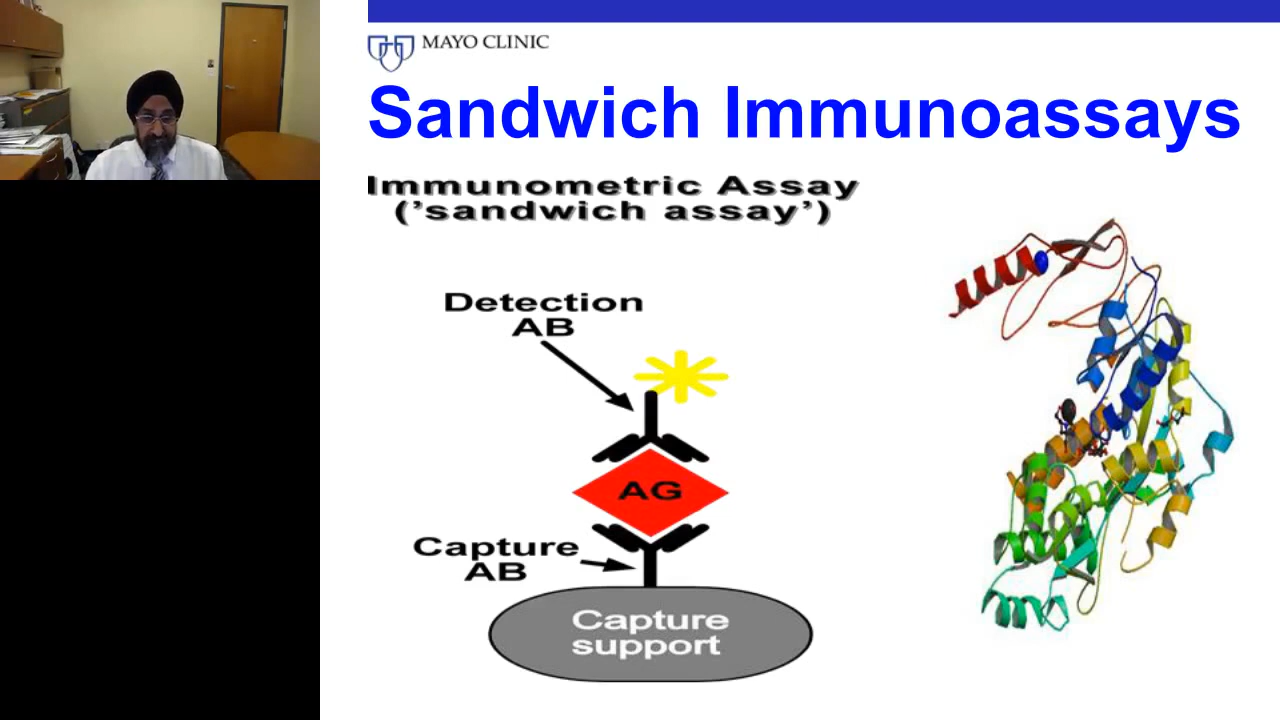 MAYO CLINIC
Sandwich Immunoassays
Immunometric Assay
('sandwich assay')
Detection
AB
AG
Capture
AB
Capture
support